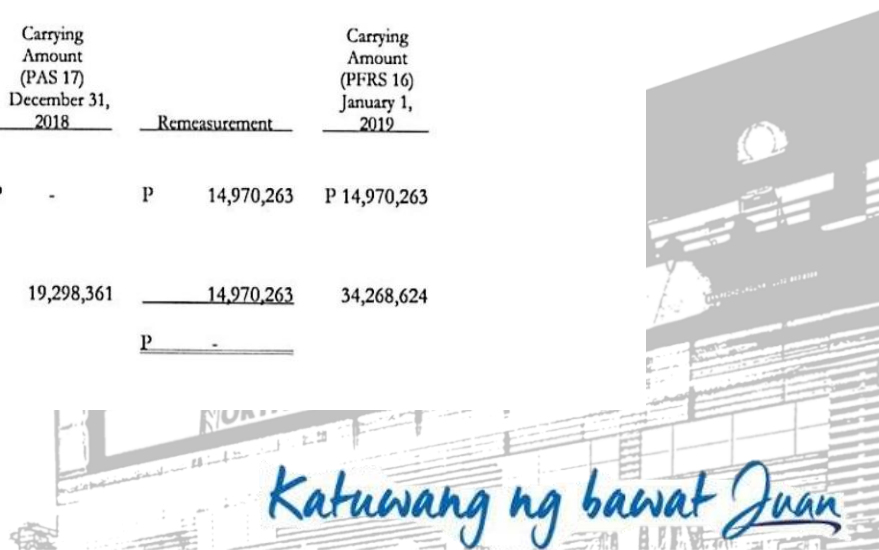 Carrying Carrying
Amount Amount
(PAS 17) (PFRS 16)
December 31, January 1,
2018 Remeasurement 2019
P - P 14,970,263 P 14,970,263
19,298,361 14,970,263 34,268,624
P -
Katuwang ng bawat Juan